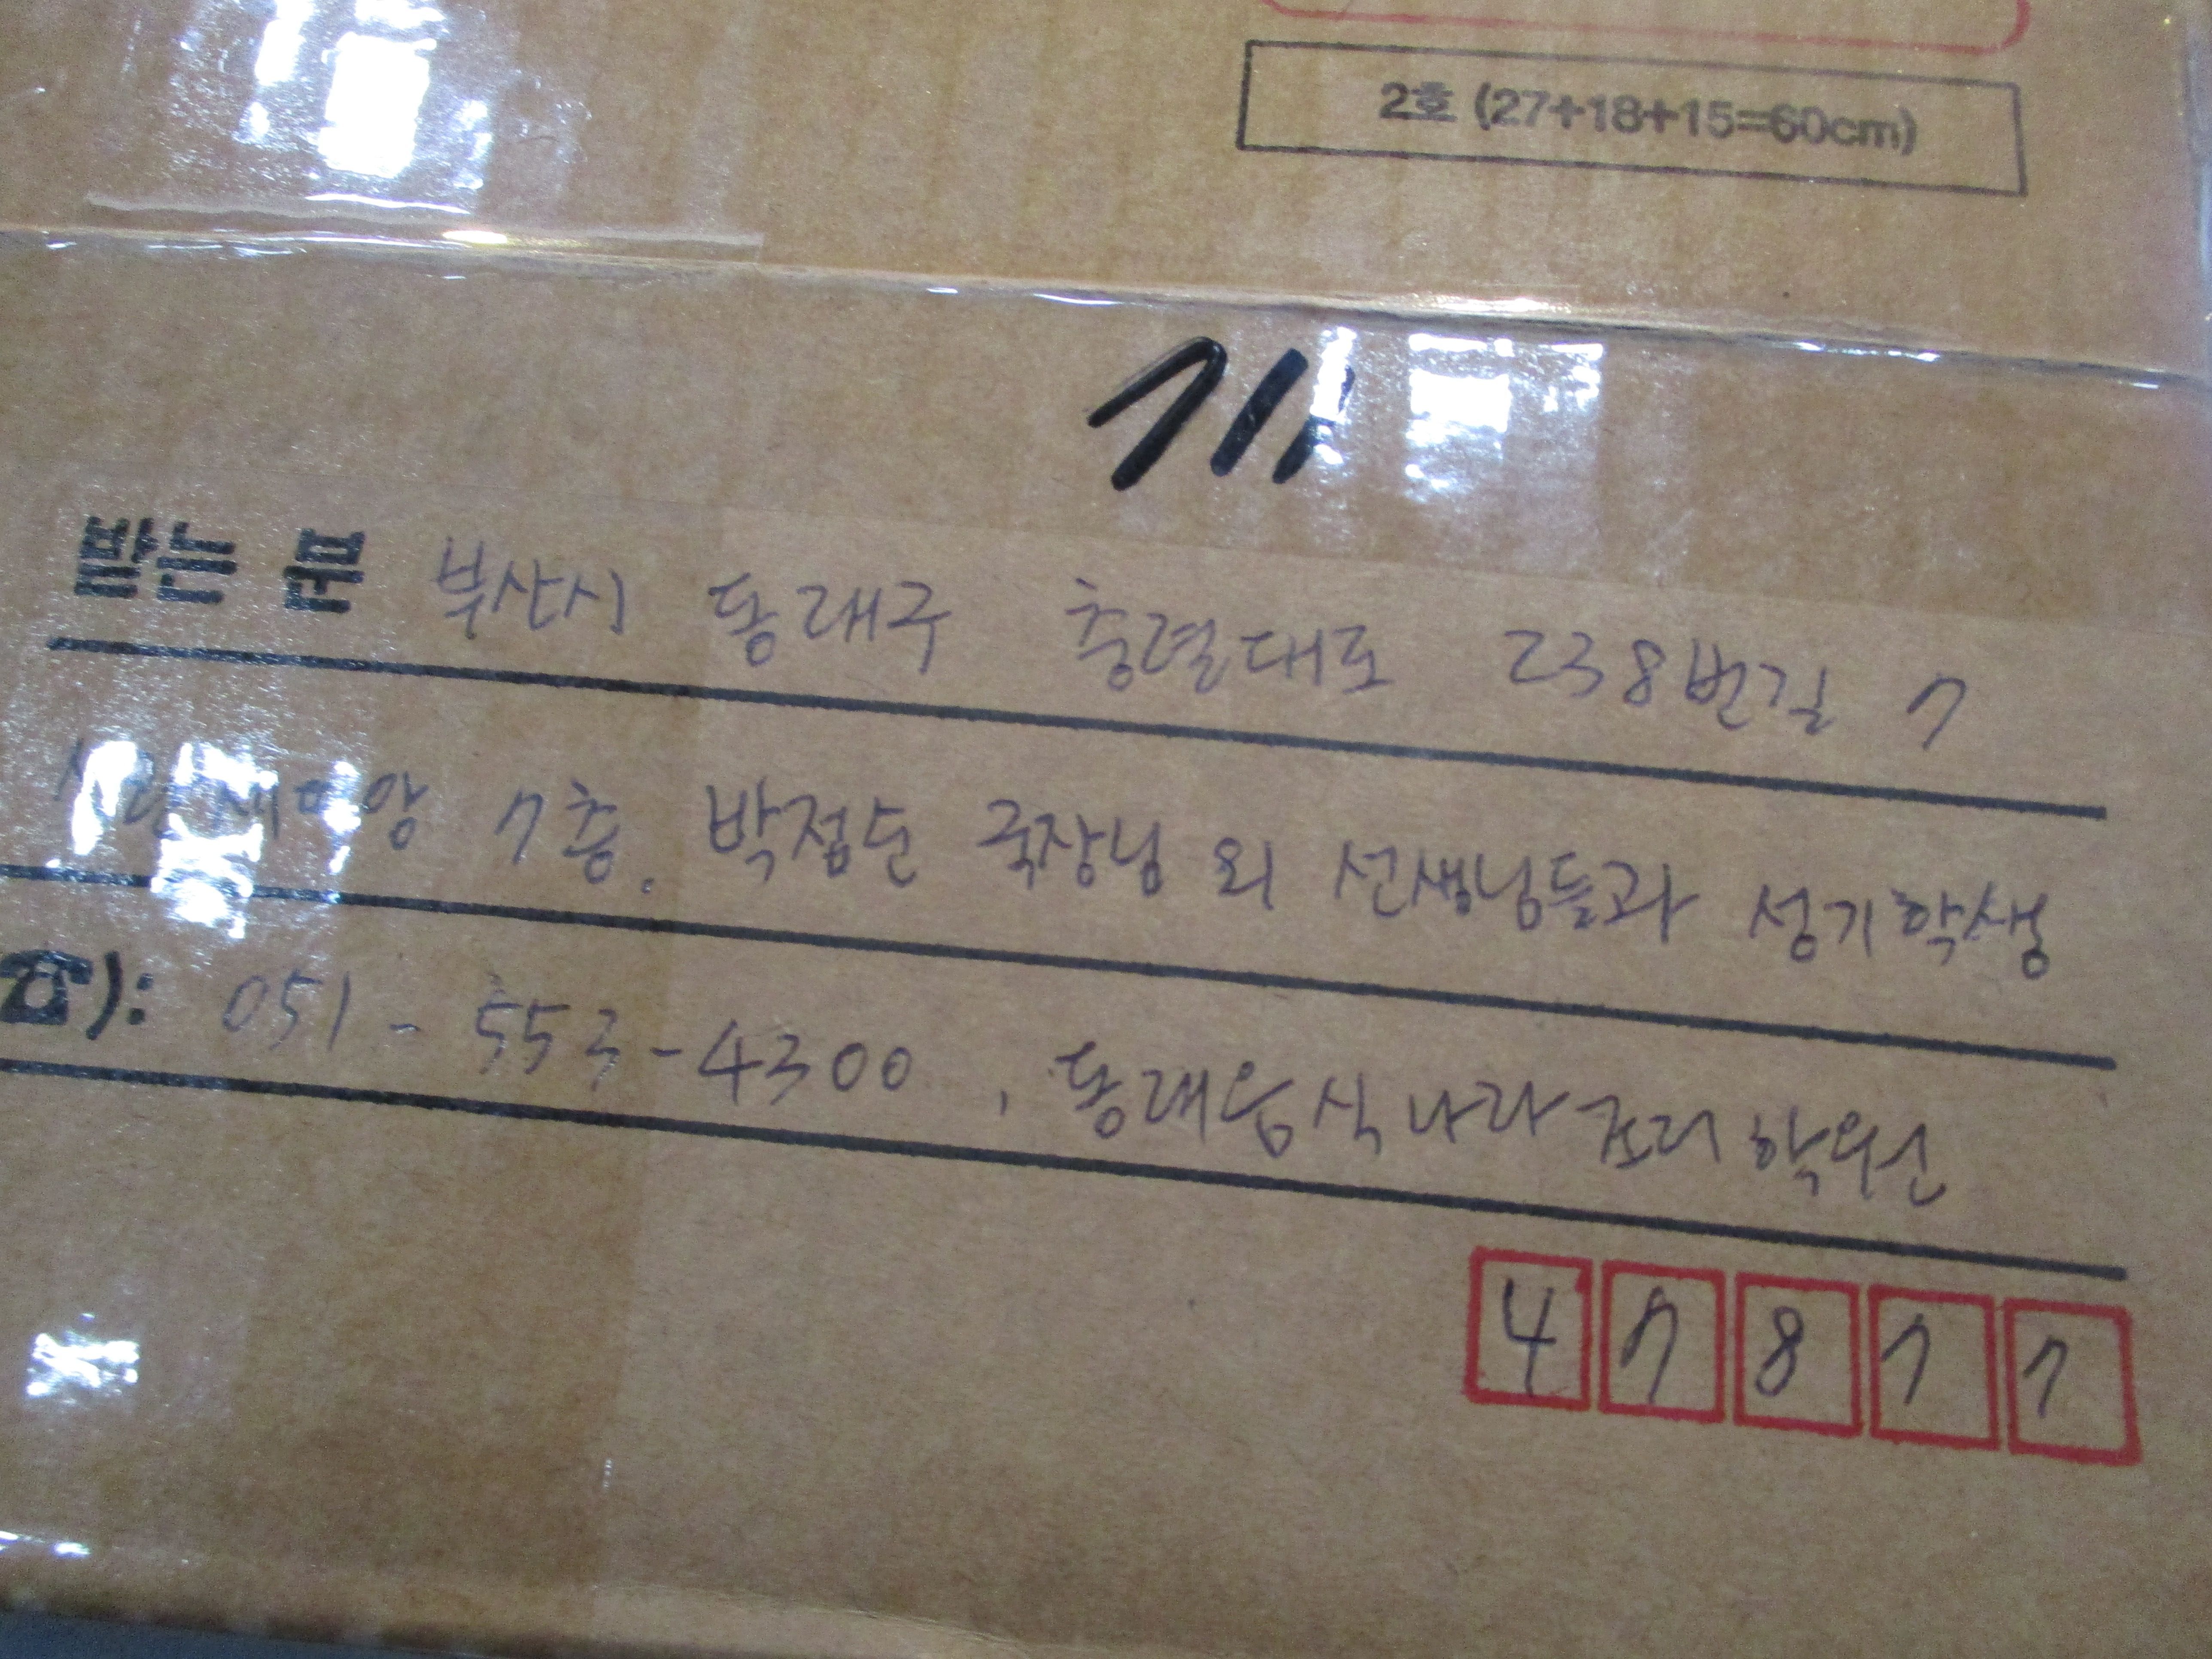 2호 (27+18+15=60cm)
받는 분 부산시 동래구 충렬대로 238번길 7
7층. 박점순 국장님 외 선생님들과 성기학생
☎): 051-553-4300, 동래음식나라조리학원
47877